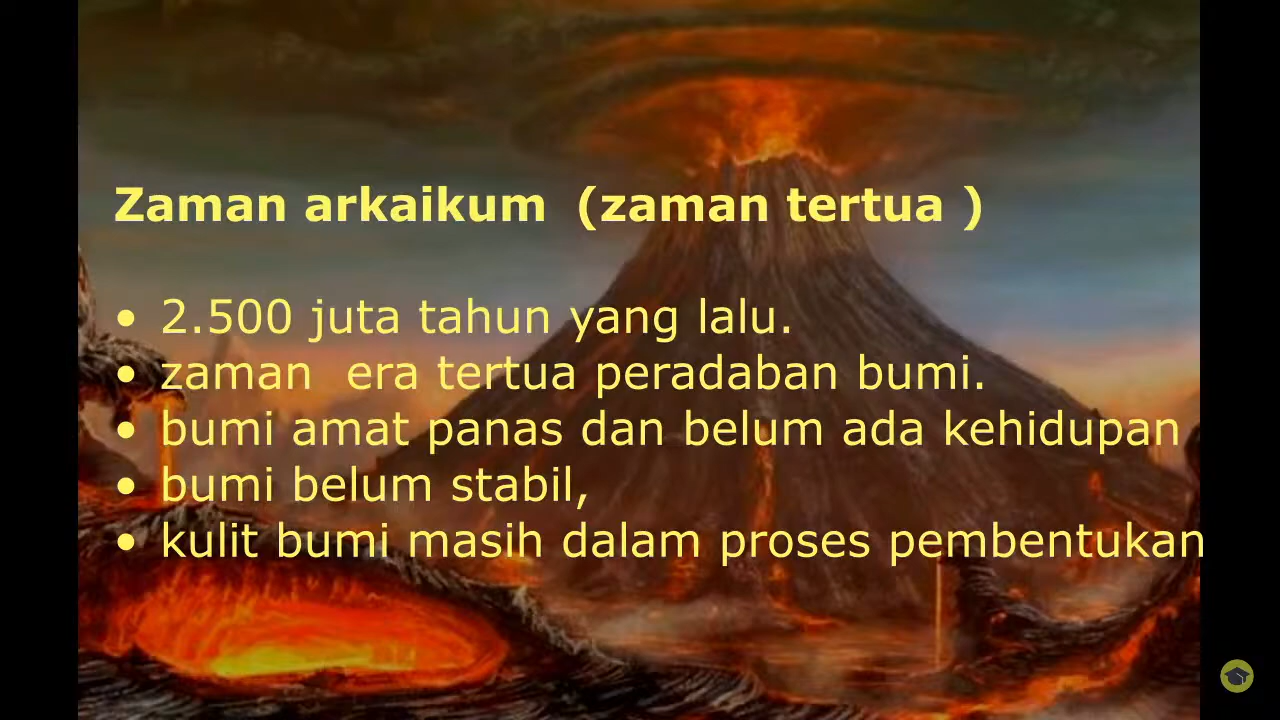 Zaman arkaikum  (zaman tertua )
• 2.500 juta tahun yang lalu.
• zaman  era tertua peradaban bumi.
• bumi amat panas dan belum ada kehidupan
• bumi belum stabil,
• kulit bumi masih dalam proses pembentukan